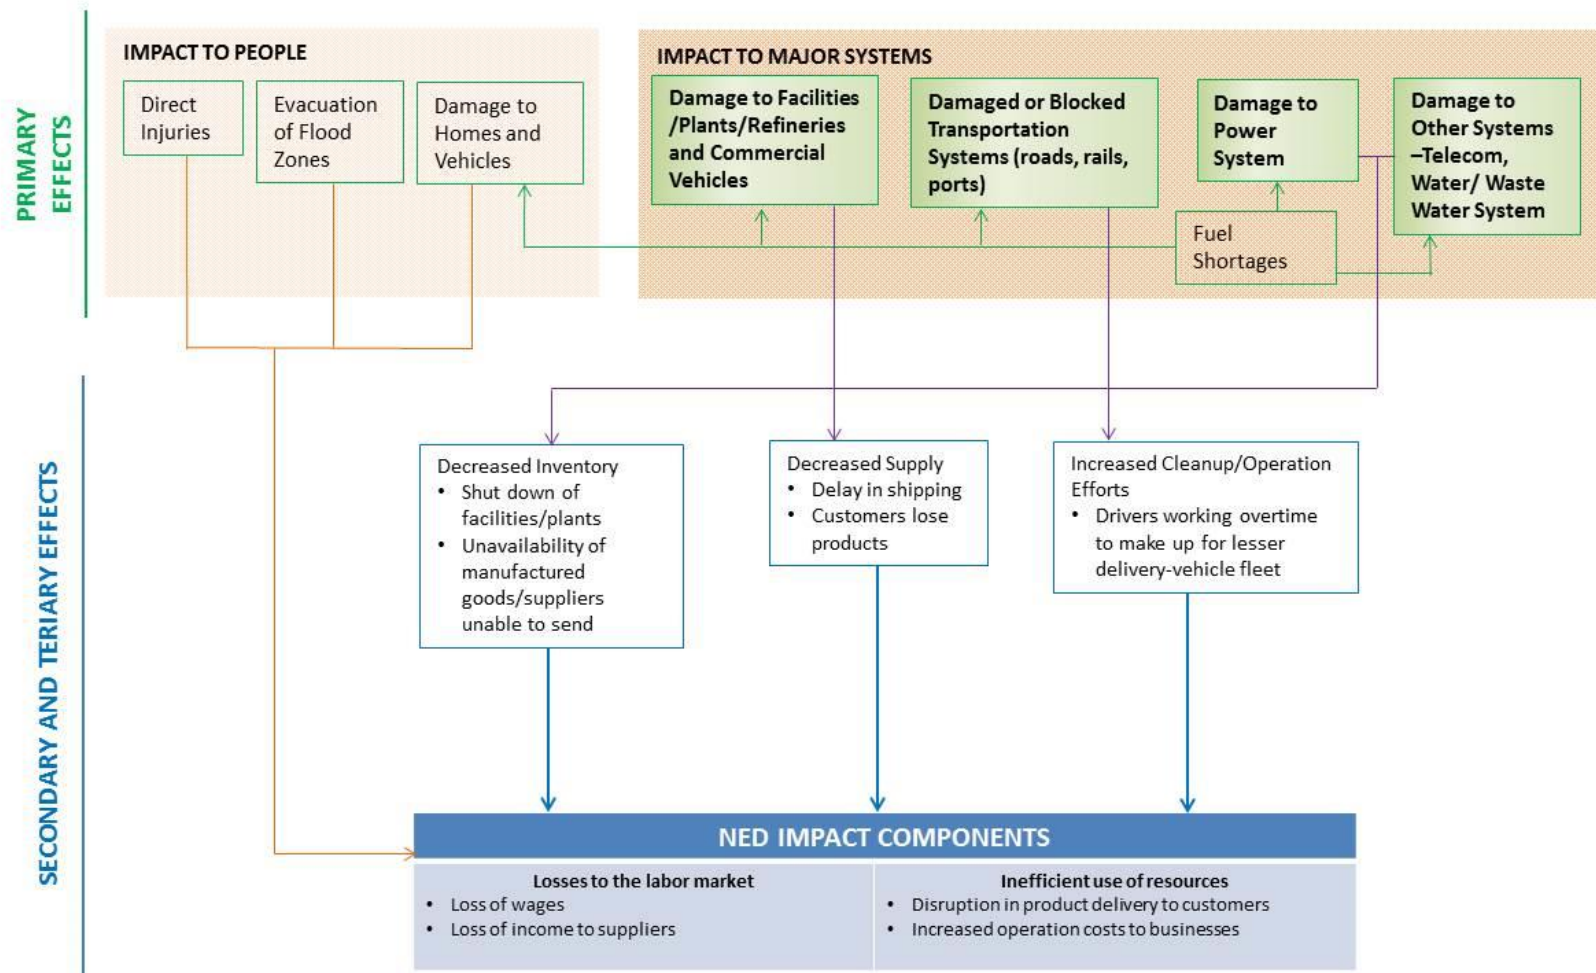 PRIMARY
EFFECTS
IMPACT TO PEOPLE
Direct
Injuries
Evacuation
of Flood
Zones
Damage to
Homes and
Vehicles
IMPACT TO MAJOR SYSTEMS
Damage to Facilities
/Plants/Refineries
and Commercial
Vehicles
Damaged or Blocked
Transportation
Systems (roads, rails,
ports)
Damage to
Power
System
Damage to
Other Systems
–Telecom,
Water/ Waste
Water System
Fuel
Shortages
SECONDARY AND TERIARY EFFECTS
Decreased Inventory
• Shut down of
facilities/plants
• Unavailability of
manufactured
goods/suppliers
unable to send
Decreased Supply
• Delay in shipping
• Customers lose
products
Increased Cleanup/Operation
Efforts
• Drivers working overtime
to make up for lesser
delivery-vehicle fleet
NED IMPACT COMPONENTS
Losses to the labor market
• Loss of wages
• Loss of income to suppliers
Inefficient use of resources
• Disruption in product delivery to customers
• Increased operation costs to businesses